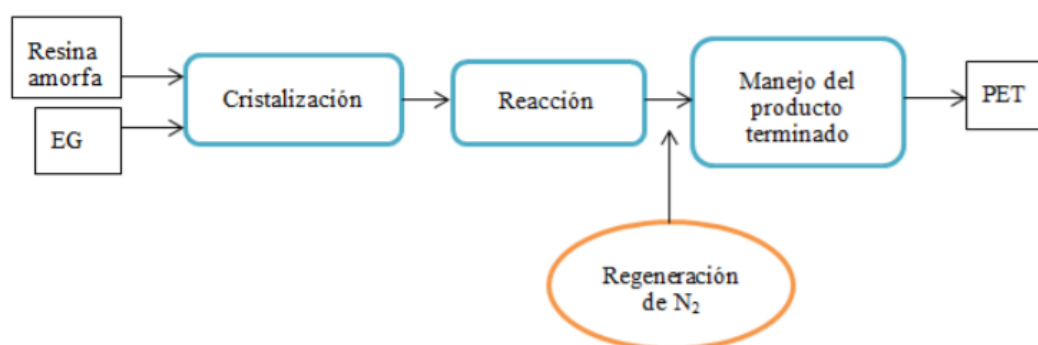 Resina
amorfa
EG
Cristalización
Reacción
Manejo del
producto
terminado
PET
Regeneración
de N₂